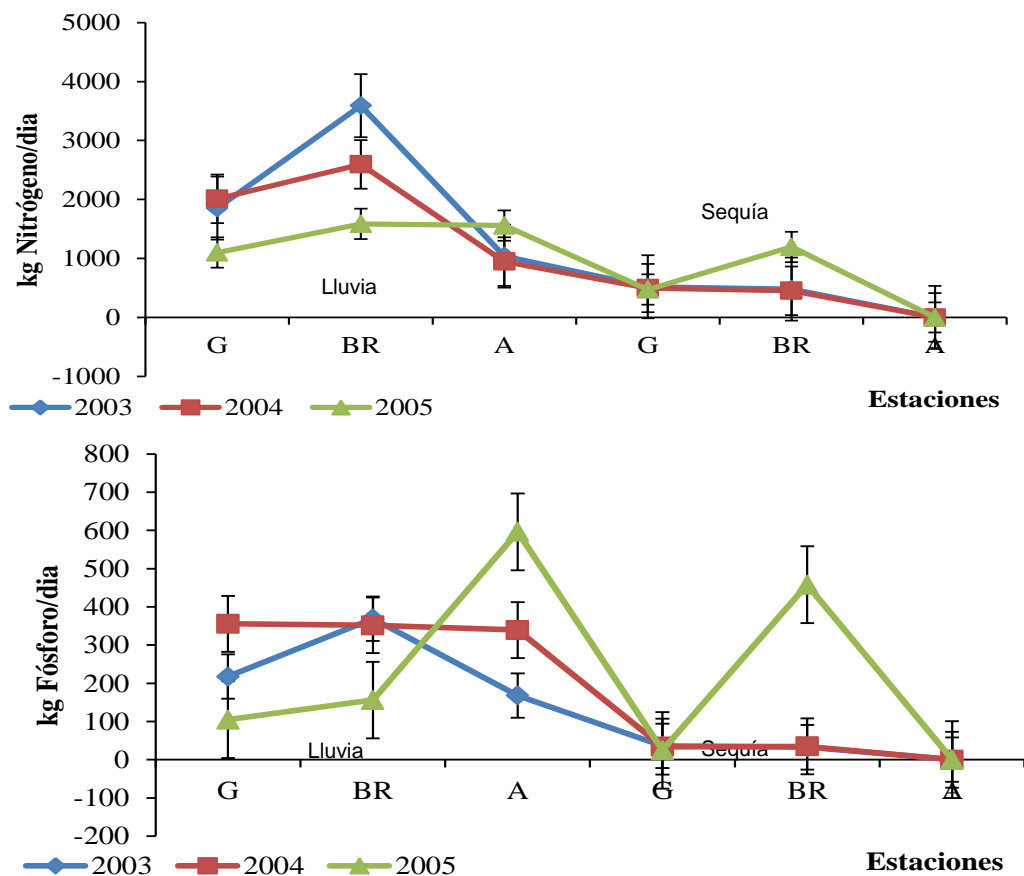 5000
4000
3000
2000
1000
0
-1000
kg Nitrógeno/dia
Sequía
Lluvia
G BR A G BR A
Estaciones
2003 2004 2005
800
700
600
500
400
300
200
100
0
-100
-200
kg Fósforo/dia
Lluvia Sequía
G BR A G BR A
2003 2004 2005
Estaciones